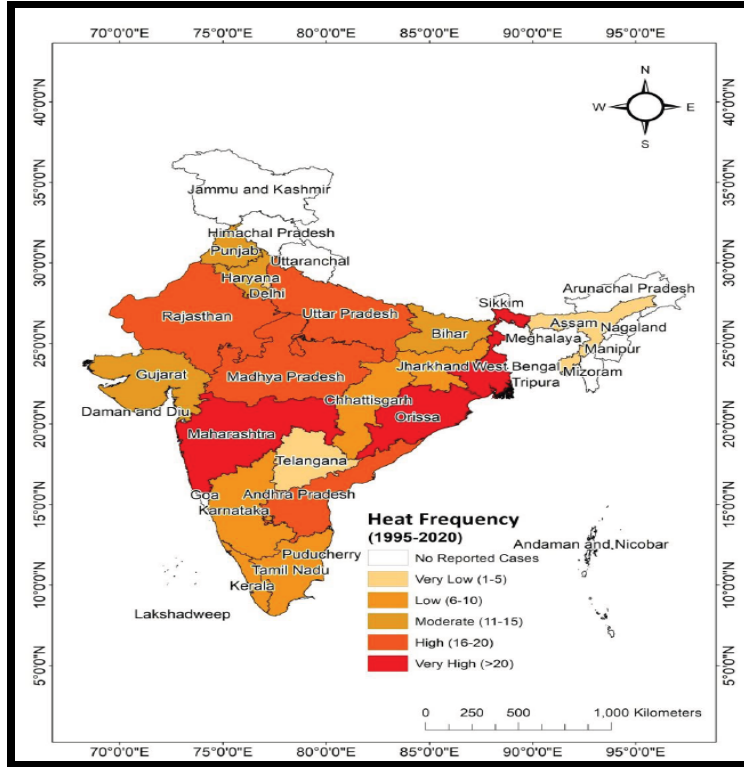 70°0'0"E 75°0'0"E 80°0'0"E 85°0'0"E 90°0'0"E 95°0'0"E
40°0'0"N 40°0'0"N
N
W E
S
35°0'0"N 35°0'0"N
Jammu and Kashmir
Himachal Pradesh
Punjab
30°0'0"N 30°0'0"N
Uttaranchal
Haryana
Arunachal Pradesh
Delhi
Sikkim
Rajasthan Uttar Pradesh Assam
Nagaland
Bihar Meghalaya
25°0'0"N 25°0'0"N
Manipur
Gujarat Madhya Pradesh Jharkhand West Bengal
Mizoram
Tripura
Chhattisgarh
Daman and Diu
Orissa
20°0'0"N 20°0'0"N
Maharashtra
Telangana
Goa Andhra Pradesh
15°0'0"N 15°0'0"N
Karnataka
Heat Frequency
(1995-2020)
Andaman and Nicobar
Puducherry
No Reported Cases
Tamil Nadu
Very Low (1-5)
Kerala
10°0'0"N 10°0'0"N
Low (6-10)
Lakshadweep
Moderate (11-15)
High (16-20)
Very High (>20)
5°0'0"N 5°0'0"N
0 250 500 1,000 Kilometers
70°0'0"E 75°0'0"E 80°0'0"E 85°0'0"E 90°0'0"E 95°0'0"E